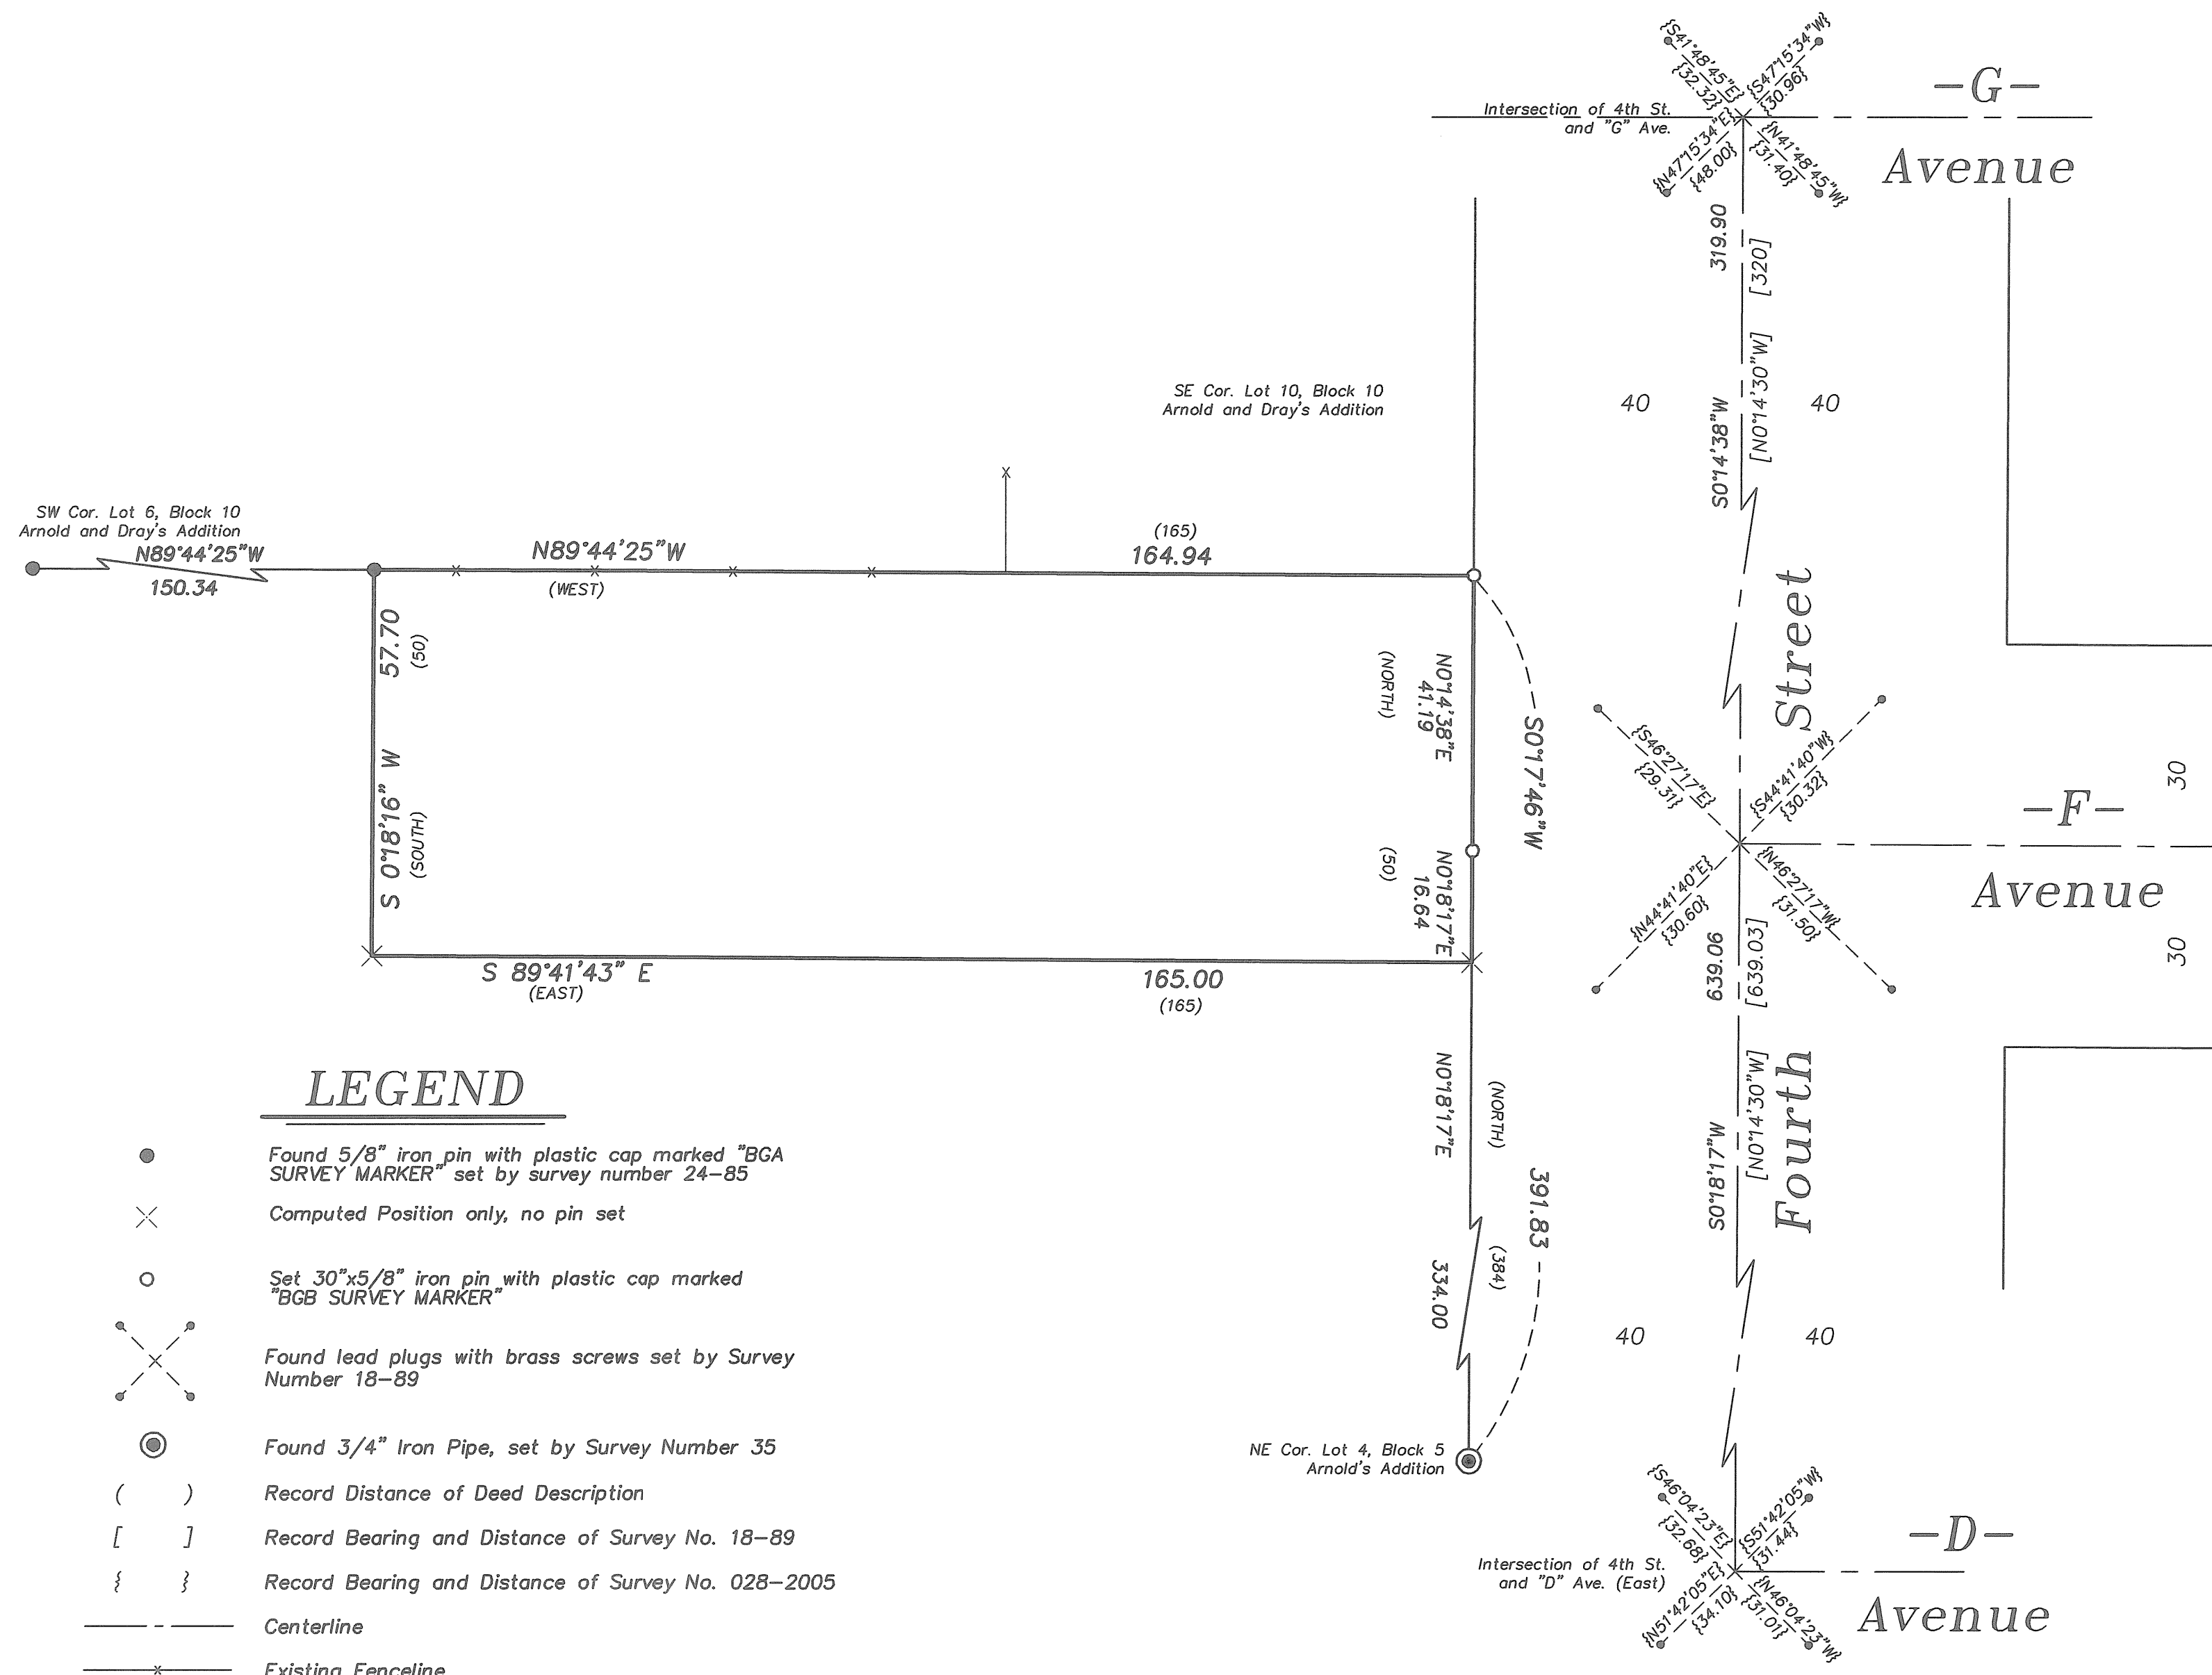 {S41°48'45"E}
{32.32}
{S47°15'34"W}
{30.96}
Intersection of 4th St.
and "G" Ave.
{N47°15'34"E}
{48.00}
{N41°48'45"W}
{31.40}
-G-
Avenue
319.90
[320]
S0°14'38"W
[N0°14'30"W]
40
40
SE Cor. Lot 10, Block 10
Arnold and Dray's Addition
SW Cor. Lot 6, Block 10
Arnold and Dray's Addition
N89°44'25"W
150.34
N89°44'25"W
(WEST)
(165)
164.94
57.70
(50)
S 0°18'16" W
(SOUTH)
N0°14'38"E
41.19
(NORTH)
N0°18'17"E
16.64
(50)
S0°17'46"W
391.83
S 89°41'43" E
(EAST)
165.00
(165)
Street
{S46°27'17"E}
{29.31}
{S44°41'40"W}
{30.32}
{N44°41'40"E}
{30.60}
{N46°27'17"W}
{31.50}
-F-
Avenue
30
30
639.06
[639.03]
S0°18'17"W
[N0°14'30"W]
Fourth
40
40
N0°18'17"E
(NORTH)
334.00
(384)
NE Cor. Lot 4, Block 5
Arnold's Addition
{S46°04'23"E}
{32.68}
{S51°42'05"W}
{31.44}
Intersection of 4th St.
and "D" Ave. (East)
{N51°42'05"E}
{34.10}
{N46°04'23"W}
{31.01}
-D-
Avenue
LEGEND
Found 5/8" iron pin with plastic cap marked "BGA
SURVEY MARKER" set by survey number 24-85
Computed Position only, no pin set
Set 30"x5/8" iron pin with plastic cap marked
"BGB SURVEY MARKER"
Found lead plugs with brass screws set by Survey
Number 18-89
Found 3/4" Iron Pipe, set by Survey Number 35
( ) Record Distance of Deed Description
[ ] Record Bearing and Distance of Survey No. 18-89
{ } Record Bearing and Distance of Survey No. 028-2005
Centerline
Existing Fenceline